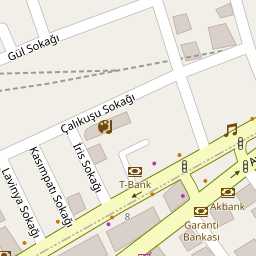 Gül Sokağı
Çalıkuşu Sokağı
İris Sokağı
Kasımpatı Sokağı
Lavinya Sokağı
T-Bank
8
Akbank
Garanti
Bankası
A